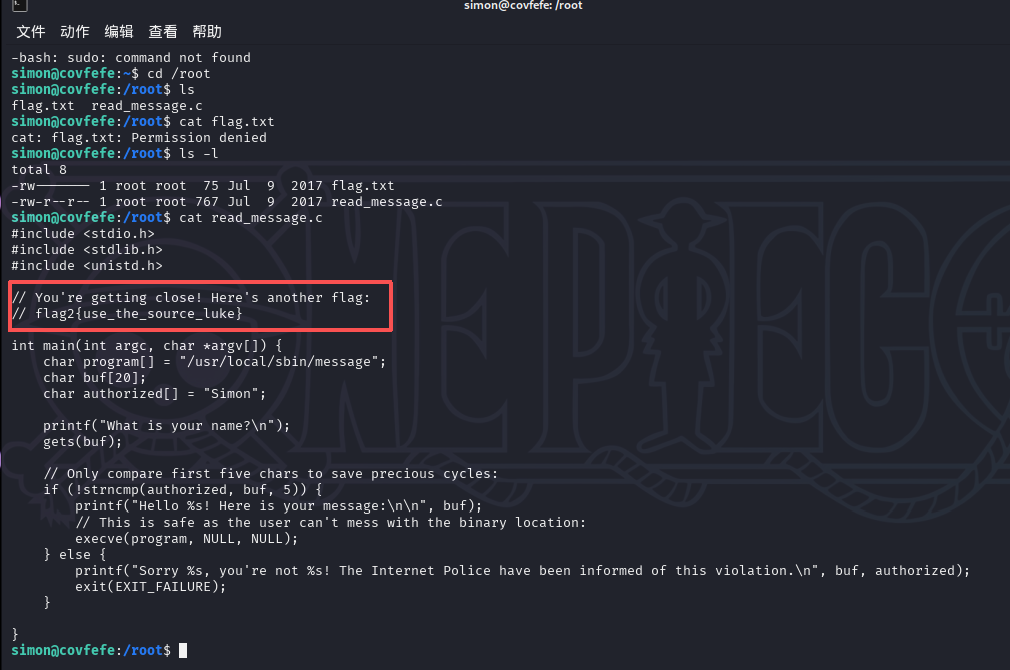 simon@covfefe: /root
文件 动作 编辑 查看 帮助
-bash: sudo: command not found
simon@covfefe:~$ cd /root
simon@covfefe:/root$ ls
flag.txt  read_message.c
simon@covfefe:/root$ cat flag.txt
cat: flag.txt: Permission denied
simon@covfefe:/root$ ls -l
total 8
-rw------- 1 root root  75 Jul  9  2017 flag.txt
-rw-r--r-- 1 root root 767 Jul  9  2017 read_message.c
simon@covfefe:/root$ cat read_message.c
#include <stdio.h>
#include <stdlib.h>
#include <unistd.h>
// You're getting close! Here's another flag:
// flag2{use_the_source_luke}
int main(int argc, char *argv[]) {
    char program[] = "/usr/local/sbin/message";
    char buf[20];
    char authorized[] = "Simon";
    printf("What is your name?\n");
    gets(buf);
    // Only compare first five chars to save precious cycles:
    if (!strncmp(authorized, buf, 5)) {
        printf("Hello %s! Here is your message:\n\n", buf);
        // This is safe as the user can't mess with the binary location:
        execve(program, NULL, NULL);
    } else {
        printf("Sorry %s, you're not %s! The Internet Police have been informed of this violation.\n", buf, authorized);
        exit(EXIT_FAILURE);
    }
}
simon@covfefe:/root$
ONE PIECE